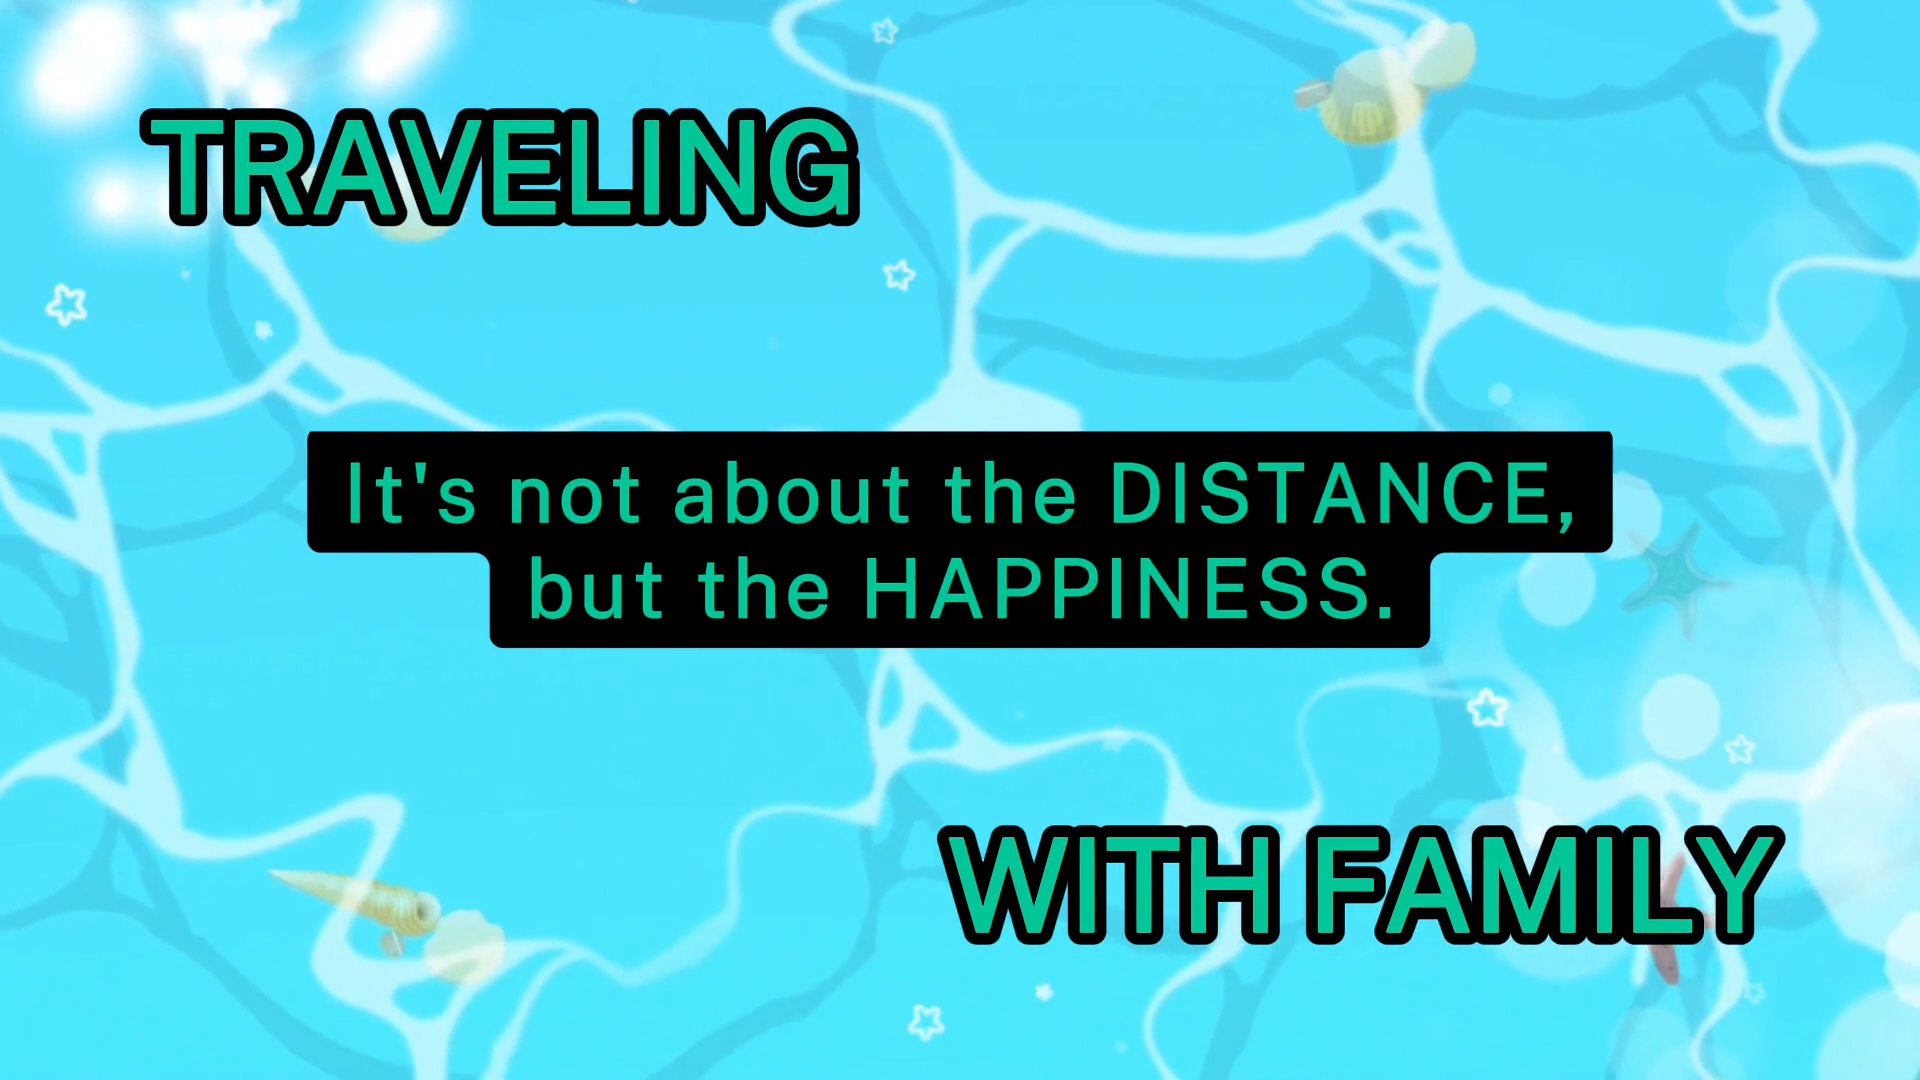 TRAVELING
It's not about the DISTANCE,
but the HAPPINESS.
WITH FAMILY